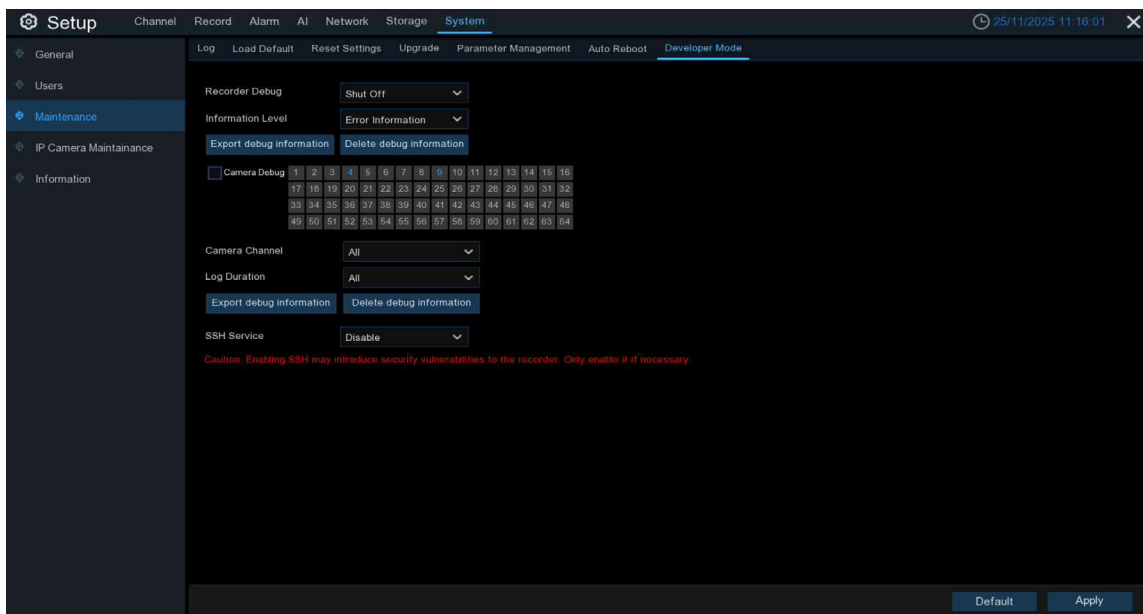 Setup Channel Record Alarm AI Network Storage System 25/11/2025 11:16:01
General
Users
Maintenance
IP Camera Maintainance
Information
Log Load Default Reset Settings Upgrade Parameter Management Auto Reboot Developer Mode
Recorder Debug Shut Off
Information Level Error Information
Export debug information Delete debug information
Camera Debug 1 2 3 4 5 6 7 8 9 10 11 12 13 14 15 16
17 18 19 20 21 22 23 24 25 26 27 28 29 30 31 32
33 34 35 36 37 38 39 40 41 42 43 44 45 46 47 48
49 50 51 52 53 54 55 56 57 58 59 60 61 62 63 64
Camera Channel All
Log Duration All
Export debug information Delete debug information
SSH Service Disable
Caution: Enabling SSH may introduce security vulnerabilities to the recorder. Only enable it if necessary.
Default Apply